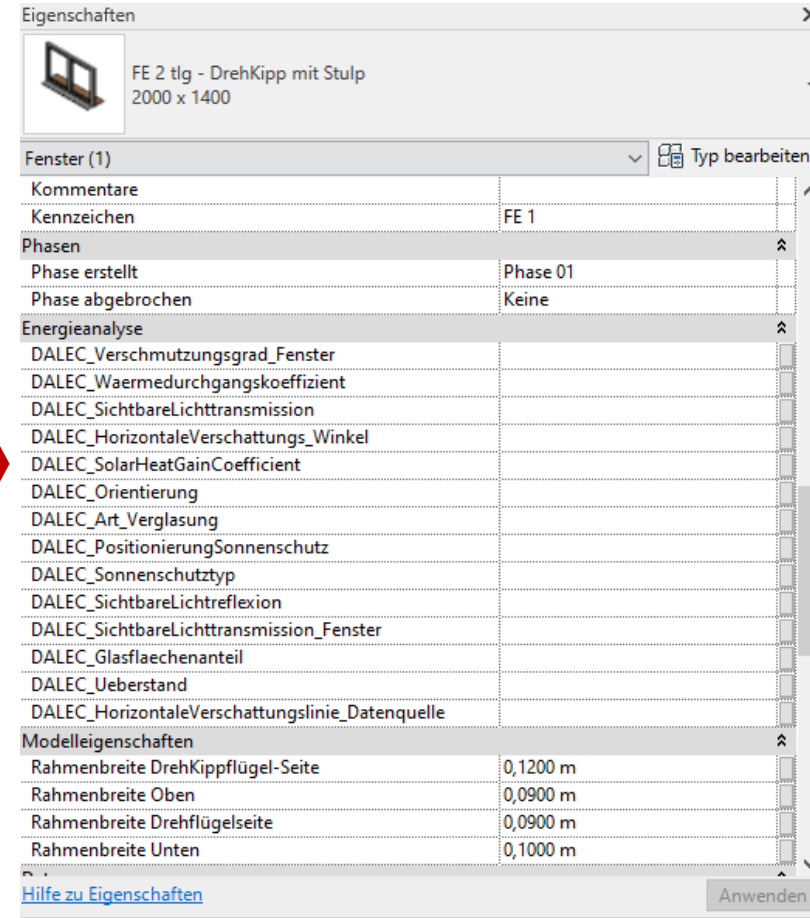 Eigenschaften
FE 2 tlg - DrehKipp mit Stulp
2000 x 1400
Fenster (1) Typ bearbeiten
Kommentare
Kennzeichen FE 1
Phasen
Phase erstellt Phase 01
Phase abgebrochen Keine
Energieanalyse
DALEC_Verschmutzungsgrad_Fenster
DALEC_Waermedurchgangskoeffizient
DALEC_SichtbareLichttransmission
DALEC_HorizontaleVerschattungs_Winkel
DALEC_SolarHeatGainCoefficient
DALEC_Orientierung
DALEC_Art_Verglasung
DALEC_PositionierungSonnenschutz
DALEC_Sonnenschutztyp
DALEC_SichtbareLichtreflexion
DALEC_SichtbareLichttransmission_Fenster
DALEC_Glasflaechenanteil
DALEC_Ueberstand
DALEC_HorizontaleVerschattungslinie_Datenquelle
Modelleigenschaften
Rahmenbreite DrehKippflügel-Seite 0,1200 m
Rahmenbreite Oben 0,0900 m
Rahmenbreite Drehflügelseite 0,0900 m
Rahmenbreite Unten 0,1000 m
Hilfe zu Eigenschaften Anwenden